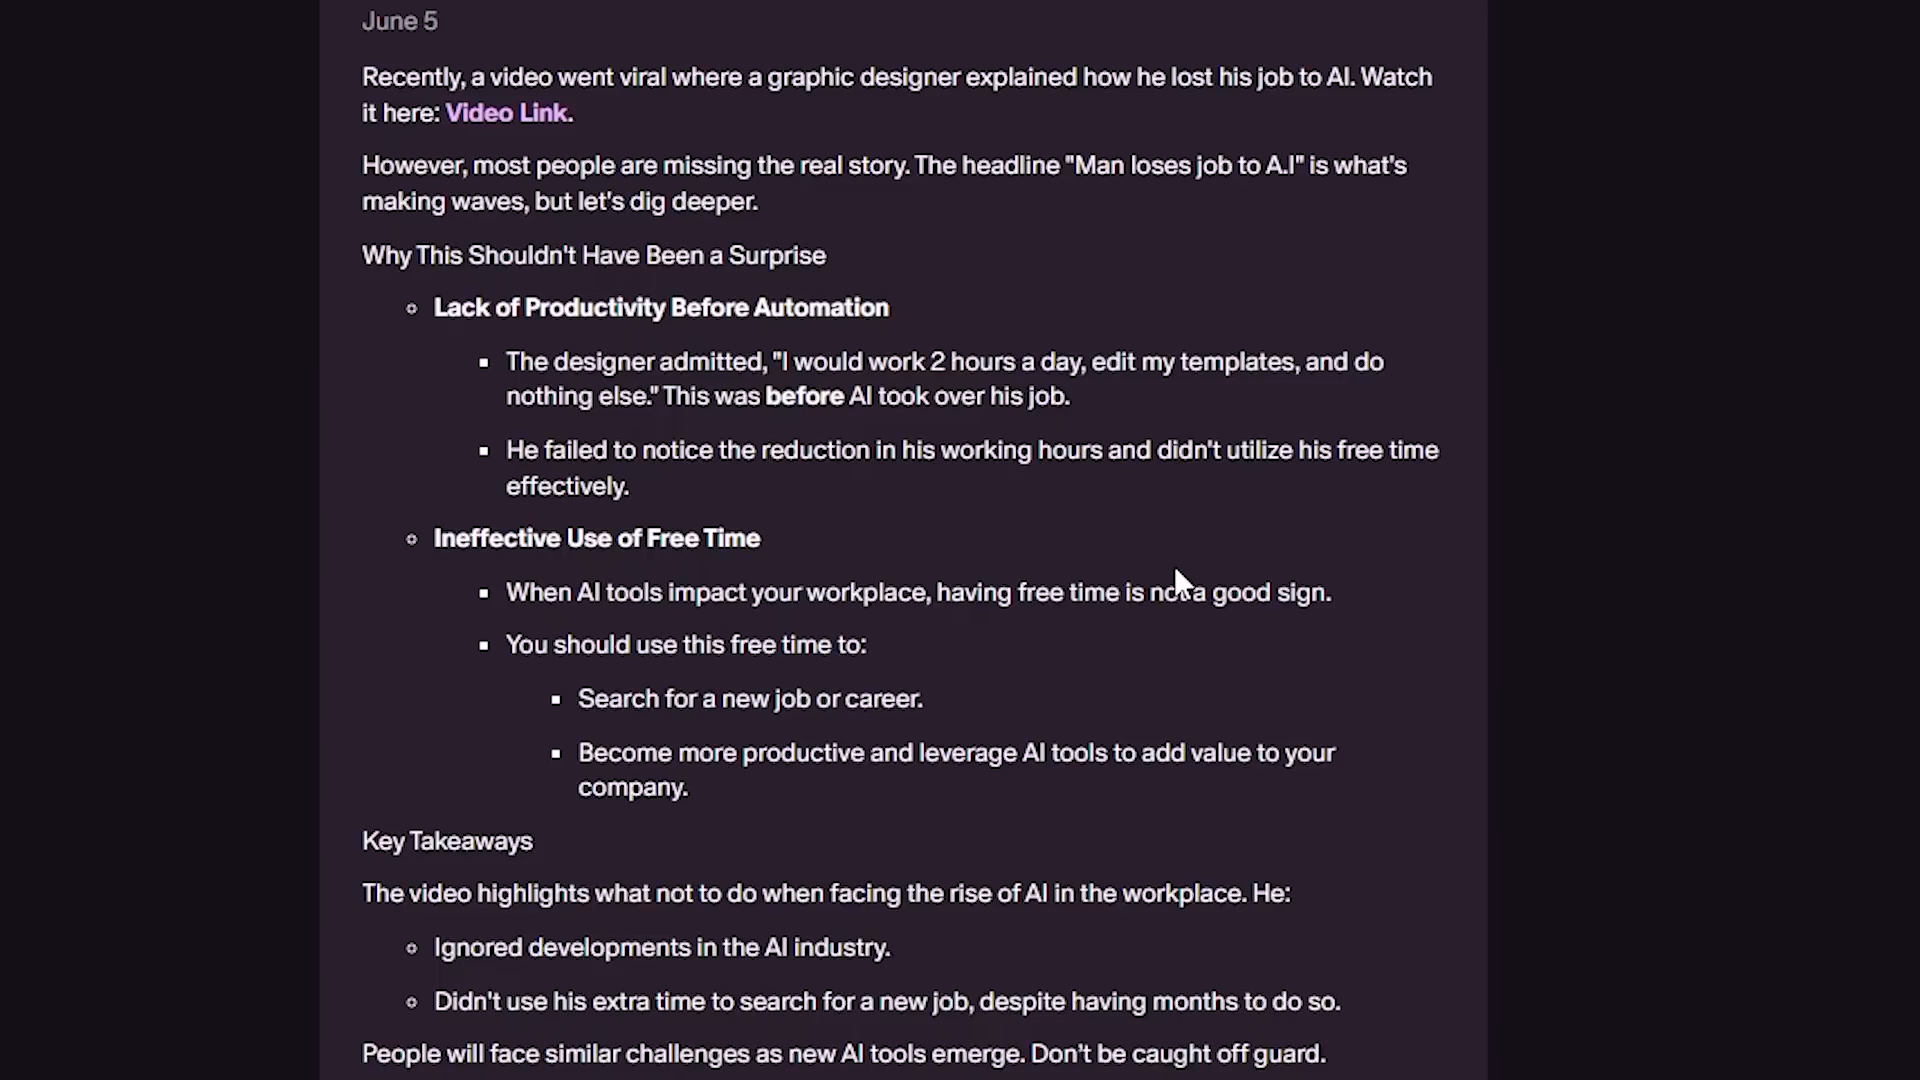 June 5
Recently, a video went viral where a graphic designer explained how he lost his job to AI. Watch
it here: Video Link.
However, most people are missing the real story. The headline "Man loses job to A.I" is what's
making waves, but let's dig deeper.
Why This Shouldn't Have Been a Surprise
Lack of Productivity Before Automation
The designer admitted, "I would work 2 hours a day, edit my templates, and do
nothing else." This was before AI took over his job.
He failed to notice the reduction in his working hours and didn't utilize his free time
effectively.
Ineffective Use of Free Time
When AI tools impact your workplace, having free time is not a good sign.
You should use this free time to:
Search for a new job or career.
Become more productive and leverage AI tools to add value to your
company.
Key Takeaways
The video highlights what not to do when facing the rise of AI in the workplace. He:
Ignored developments in the AI industry.
Didn't use his extra time to search for a new job, despite having months to do so.
People will face similar challenges as new AI tools emerge. Don't be caught off guard.